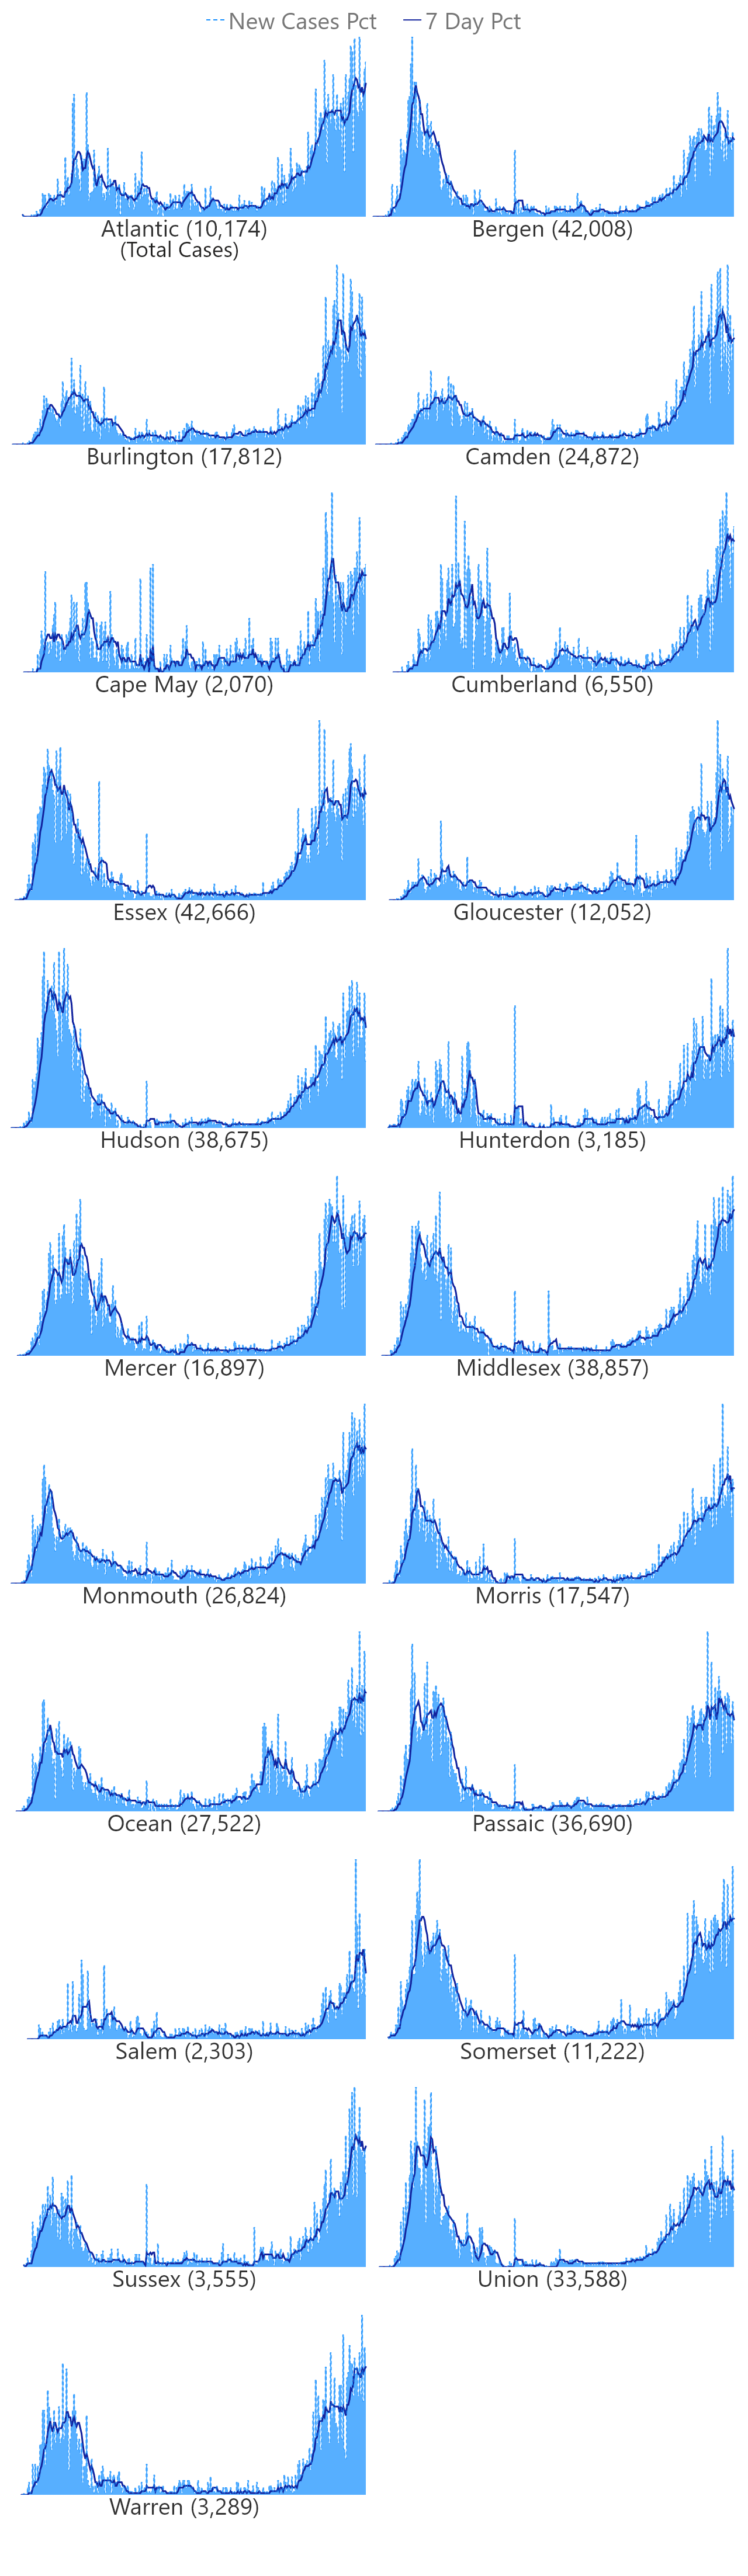 New Cases Pct 7 Day Pct
Atlantic (10,174)
(Total Cases)
Bergen (42,008)
Burlington (17,812)
Camden (24,872)
Cape May (2,070)
Cumberland (6,550)
Essex (42,666)
Gloucester (12,052)
Hudson (38,675)
Hunterdon (3,185)
Mercer (16,897)
Middlesex (38,857)
Monmouth (26,824)
Morris (17,547)
Ocean (27,522)
Passaic (36,690)
Salem (2,303)
Somerset (11,222)
Sussex (3,555)
Union (33,588)
Warren (3,289)